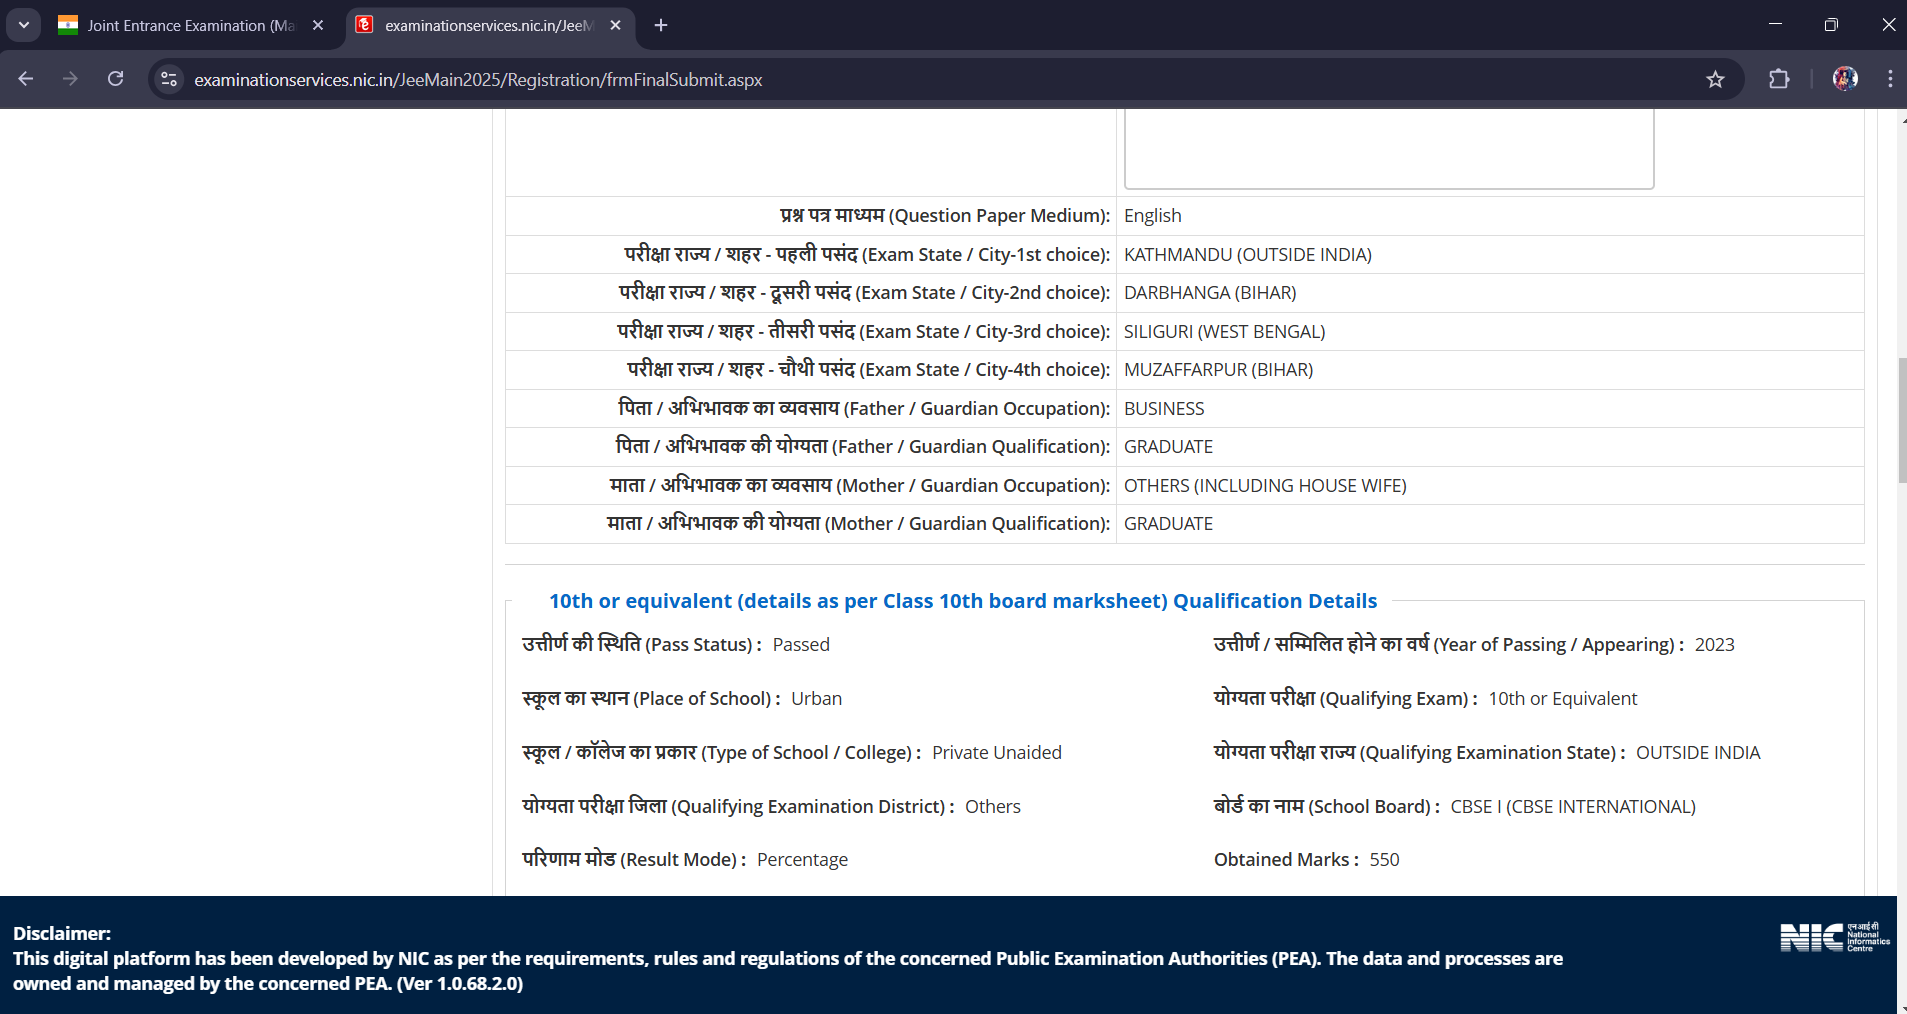 Joint Entrance Examination (Ma
examinationservices.nic.in/JeeM
examinationservices.nic.in/JeeMain2025/Registration/frmFinalSubmit.aspx
प्रश्न पत्र माध्यम (Question Paper Medium): English
परीक्षा राज्य / शहर - पहली पसंद (Exam State / City-1st choice): KATHMANDU (OUTSIDE INDIA)
परीक्षा राज्य / शहर - दूसरी पसंद (Exam State / City-2nd choice): DARBHANGA (BIHAR)
परीक्षा राज्य / शहर - तीसरी पसंद (Exam State / City-3rd choice): SILIGURI (WEST BENGAL)
परीक्षा राज्य / शहर - चौथी पसंद (Exam State / City-4th choice): MUZAFFARPUR (BIHAR)
पिता / अभिभावक का व्यवसाय (Father / Guardian Occupation): BUSINESS
पिता / अभिभावक की योग्यता (Father / Guardian Qualification): GRADUATE
माता / अभिभावक का व्यवसाय (Mother / Guardian Occupation): OTHERS (INCLUDING HOUSE WIFE)
माता / अभिभावक की योग्यता (Mother / Guardian Qualification): GRADUATE
10th or equivalent (details as per Class 10th board marksheet) Qualification Details
उत्तीर्ण की स्थिति (Pass Status) : Passed
उत्तीर्ण / सम्मिलित होने का वर्ष (Year of Passing / Appearing) : 2023
स्कूल का स्थान (Place of School) : Urban
योग्यता परीक्षा (Qualifying Exam) : 10th or Equivalent
स्कूल / कॉलेज का प्रकार (Type of School / College) : Private Unaided
योग्यता परीक्षा राज्य (Qualifying Examination State) : OUTSIDE INDIA
योग्यता परीक्षा जिला (Qualifying Examination District) : Others
बोर्ड का नाम (School Board) : CBSE I (CBSE INTERNATIONAL)
परिणाम मोड (Result Mode) : Percentage
Obtained Marks : 550
Disclaimer:
This digital platform has been developed by NIC as per the requirements, rules and regulations of the concerned Public Examination Authorities (PEA). The data and processes are
owned and managed by the concerned PEA. (Ver 1.0.68.2.0)
NIC
एन आई सी
National
Informatics
Centre